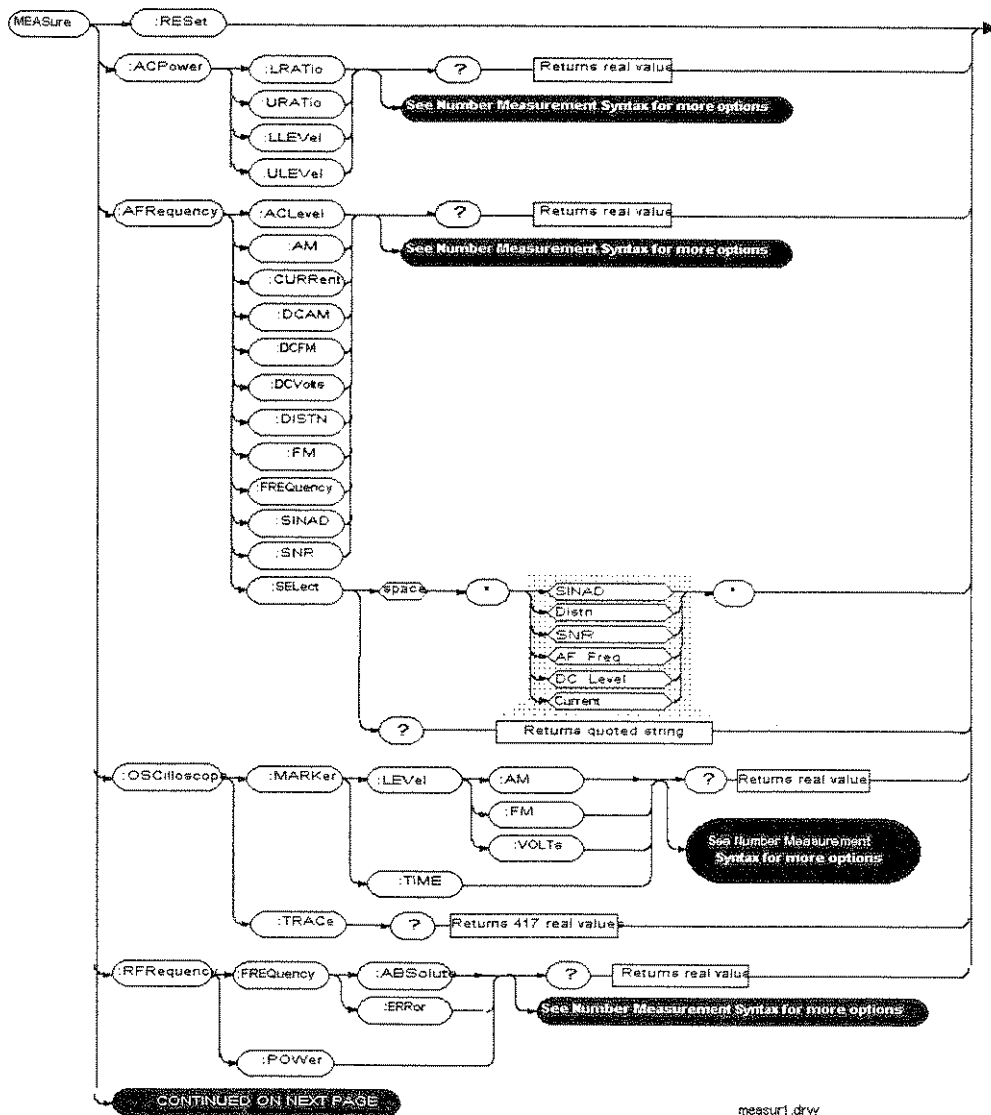 MEASure :RESet
:ACPower :LRATio ? Returns real value
:URATio See Number Measurement Syntax for more options
:LLEVel
:ULEVel
:AFRequency :ACLevel ? Returns real value
:AM See Number Measurement Syntax for more options
:CURRent
:DCAM
:DCFM
:DCVolts
:DISTN
:FM
:FREQuency
:SINAD
:SNR
:SELect space " SINAD "
Distn
SNR
AF Freq
DC Level
Current
? Returns quoted string
:OSCilloscope :MARKer :LEVel :AM ? Returns real value
:FM
:VOLTs
See Number Measurement
Syntax for more options
:TIME
:TRACe ? Returns 417 real value
:RFRequency :FREQuency :ABSolute ? Returns real value
:ERRor See Number Measurement Syntax for more options
:POWer
CONTINUED ON NEXT PAGE
measur1.drw